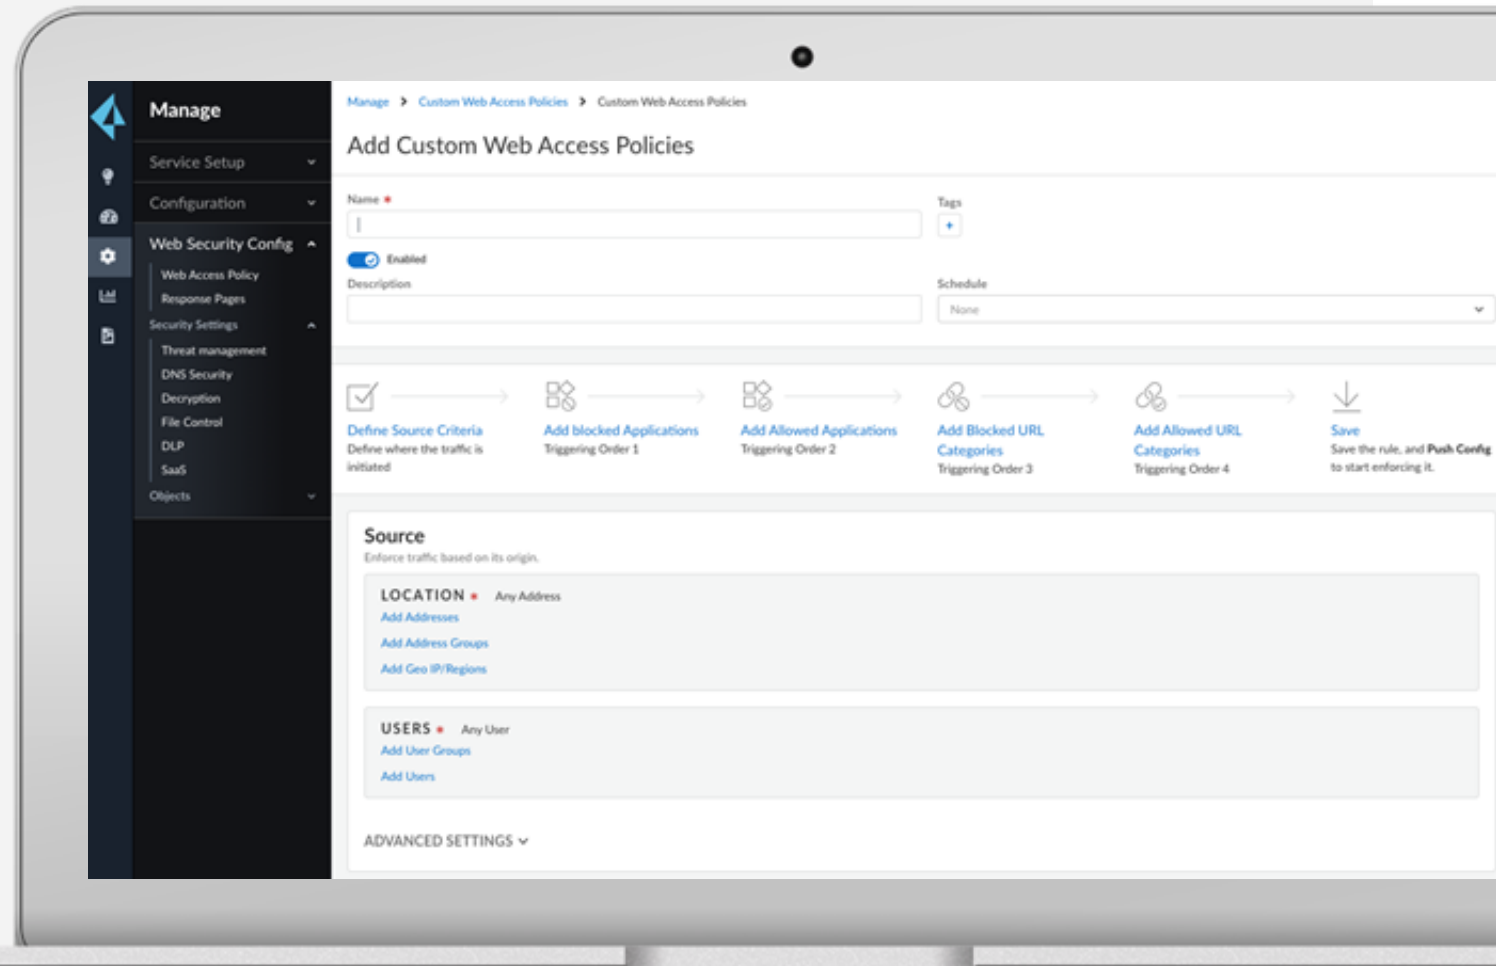 Manage
Service Setup
Configuration
Web Security Config
Web Access Policy
Response Pages
Security Settings
Threat management
DNS Security
Decryption
File Control
DLP
SaaS
Objects
Manage > Custom Web Access Policies > Custom Web Access Policies
Add Custom Web Access Policies
Name *
Tags
+
Enabled
Description
Schedule
None
Define Source Criteria
Define where the traffic is
initiated
Add blocked Applications
Triggering Order 1
Add Allowed Applications
Triggering Order 2
Add Blocked URL
Categories
Triggering Order 3
Add Allowed URL
Categories
Triggering Order 4
Save
Save the rule, and Push Config
to start enforcing it.
Source
Enforce traffic based on its origin.
LOCATION * Any Address
Add Addresses
Add Address Groups
Add Geo IP/Regions
USERS * Any User
Add User Groups
Add Users
ADVANCED SETTINGS